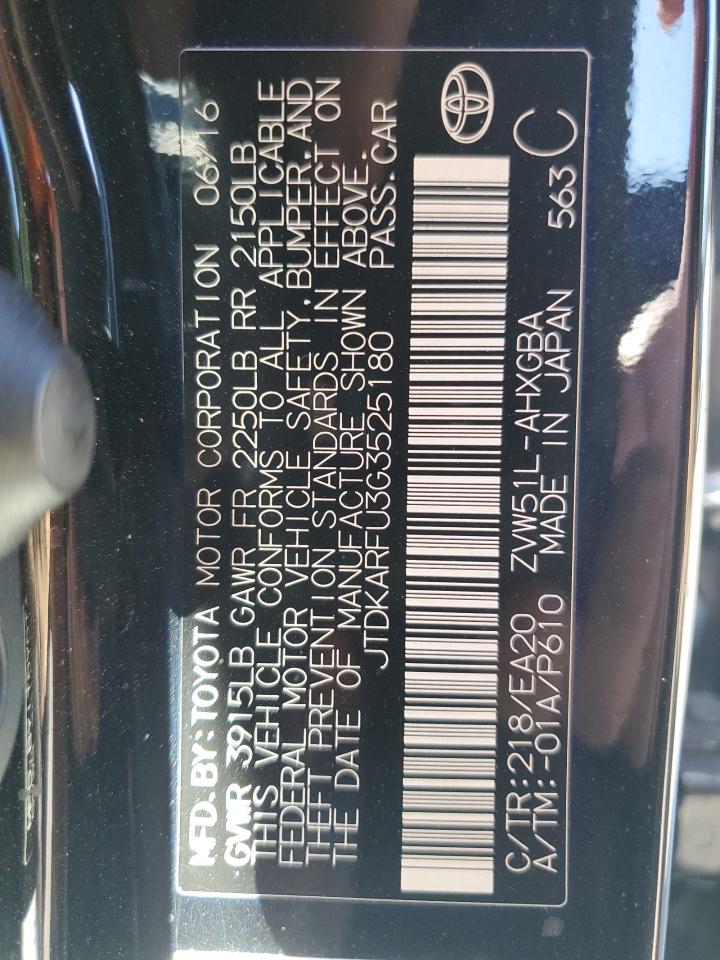 MFD. BY: TOYOTA MOTOR CORPORATION 06/16
GVWR 3915LB GAWR FR 2250LB RR 2150LB
THIS VEHICLE CONFORMS TO ALL APPLICABLE
FEDERAL MOTOR VEHICLE SAFETY, BUMPER, AND
THEFT PREVENTION STANDARDS IN EFFECT ON
THE DATE OF MANUFACTURE SHOWN ABOVE.
JTDKARFU3G3525180 PASS. CAR
C/TR: 218/EA20 ZVW51L-AHXGBA
A/TM: -01A/P610 MADE IN JAPAN 563 C